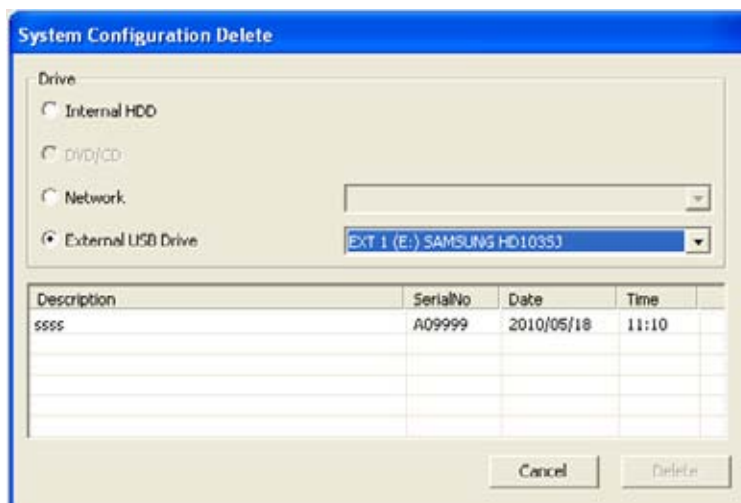 System Configuration Delete
Drive
Internal HDD
DVD/CD
Network
External USB Drive EXT 1 (E:) SAMSUNG HD103SJ
Description SerialNo Date Time
ssss A09999 2010/05/18 11:10
Cancel Delete